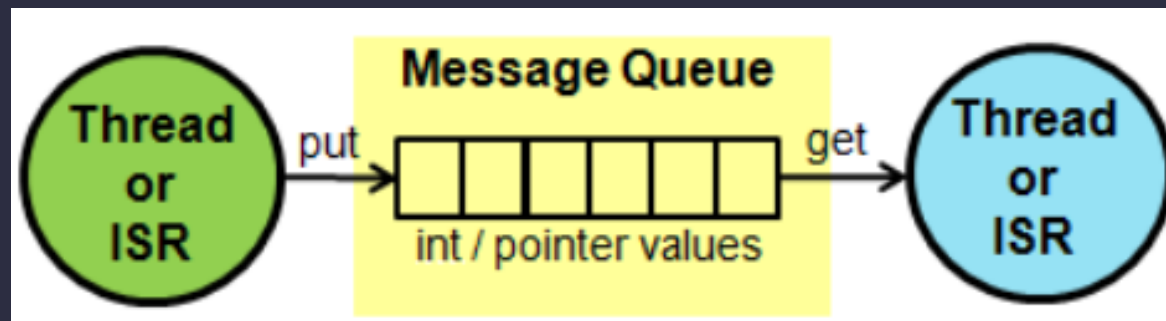 Message Queue
Thread
or
ISR
put
int / pointer values
get
Thread
or
ISR